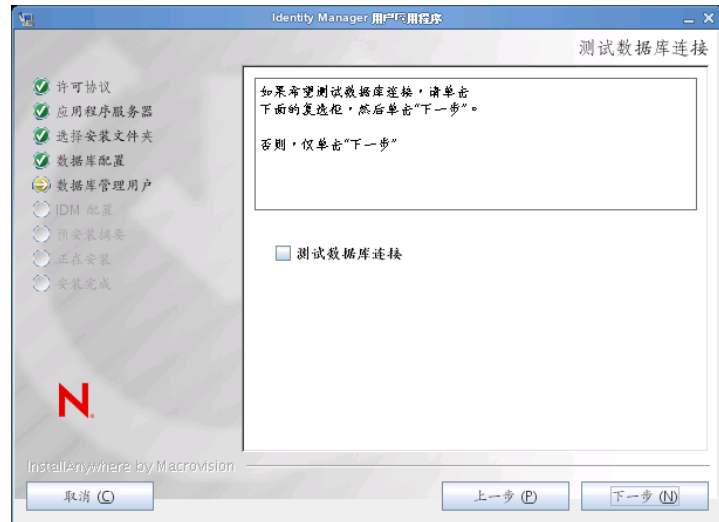 Identity Manager 用户应用程序
测试数据库连接
许可协议
应用程序服务器
选择安装文件夹
数据库配置
数据库管理用户
IDM 配置
预安装摘要
正在安装
安装完成
如果希望测试数据库连接，请单击
下面的复选框，然后单击“下一步”。
否则，仅单击“下一步”
测试数据库连接
N.
InstallAnywhere by Macrovision
取消 (C)
上一步 (P)
下一步 (N)